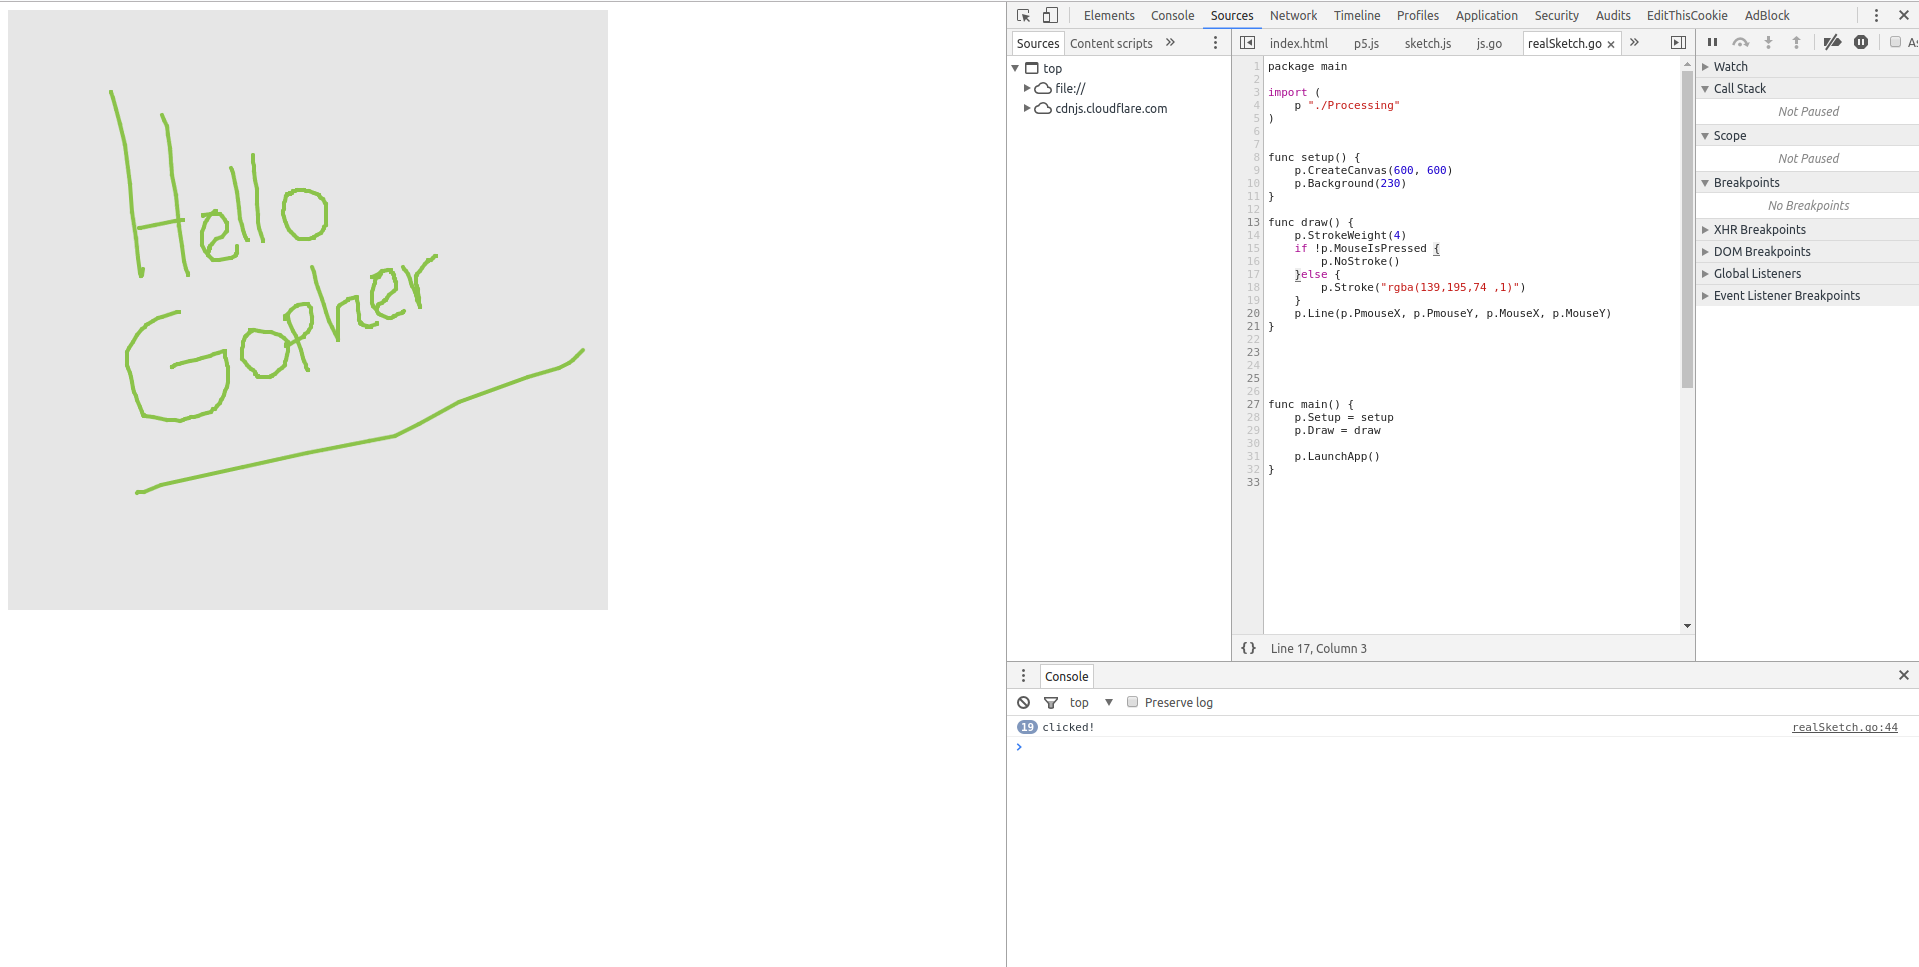 Hello
Gopher
Elements Console Sources Network Timeline Profiles Application Security Audits EditThisCookie AdBlock
Sources Content scripts
index.html p5.js sketch.js js.go realSketch.go
top
file://
cdnjs.cloudflare.com
1 package main
2
3 import (
4 p "./Processing"
5 )
6
7
8 func setup() {
9 p.CreateCanvas(600, 600)
10 p.Background(230)
11 }
12
13 func draw() {
14 p.StrokeWeight(4)
15 if !p.MouseIsPressed {
16 p.NoStroke()
17 }else {
18 p.Stroke("rgba(139,195,74 ,1)")
19 }
20 p.Line(p.PmouseX, p.PmouseY, p.MouseX, p.MouseY)
21 }
22
23
24
25
26
27 func main() {
28 p.Setup = setup
29 p.Draw = draw
30
31 p.LaunchApp()
32 }
33
{} Line 17, Column 3
As
Watch
Call Stack
Not Paused
Scope
Not Paused
Breakpoints
No Breakpoints
XHR Breakpoints
DOM Breakpoints
Global Listeners
Event Listener Breakpoints
Console
top Preserve log
19 clicked! realSketch.go:44